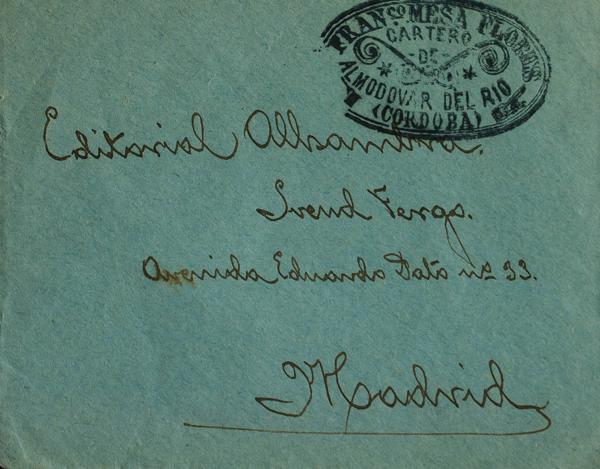 FRANco MESA FLORES
CARTERO
- DE -
ALMODOVAR DEL RIO
(CORDOBA)
Editorial Alhambra.
Svend Fergo.
Avenida Eduardo Dato nº 33.
Madrid